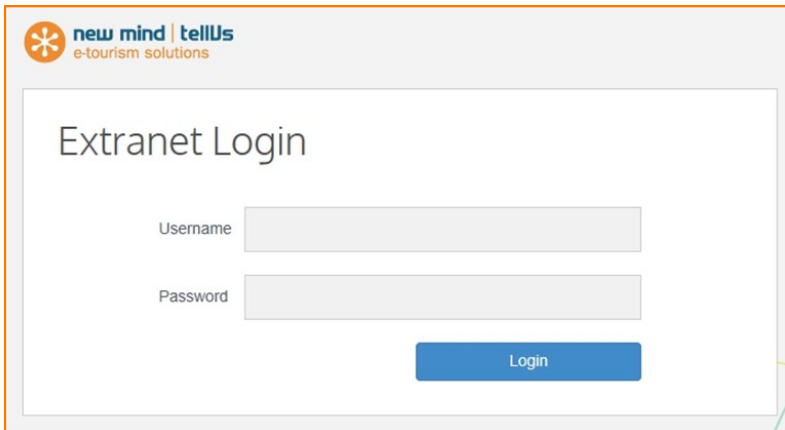 new mind | tellUs
e-tourism solutions
Extranet Login
Username
Password
Login